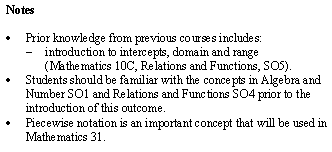 Notes
• Prior knowledge from previous courses includes:
− introduction to intercepts, domain and range
(Mathematics 10C, Relations and Functions, SO5).
• Students should be familiar with the concepts in Algebra and
Number SO1 and Relations and Functions SO4 prior to the
introduction of this outcome.
• Piecewise notation is an important concept that will be used in
Mathematics 31.